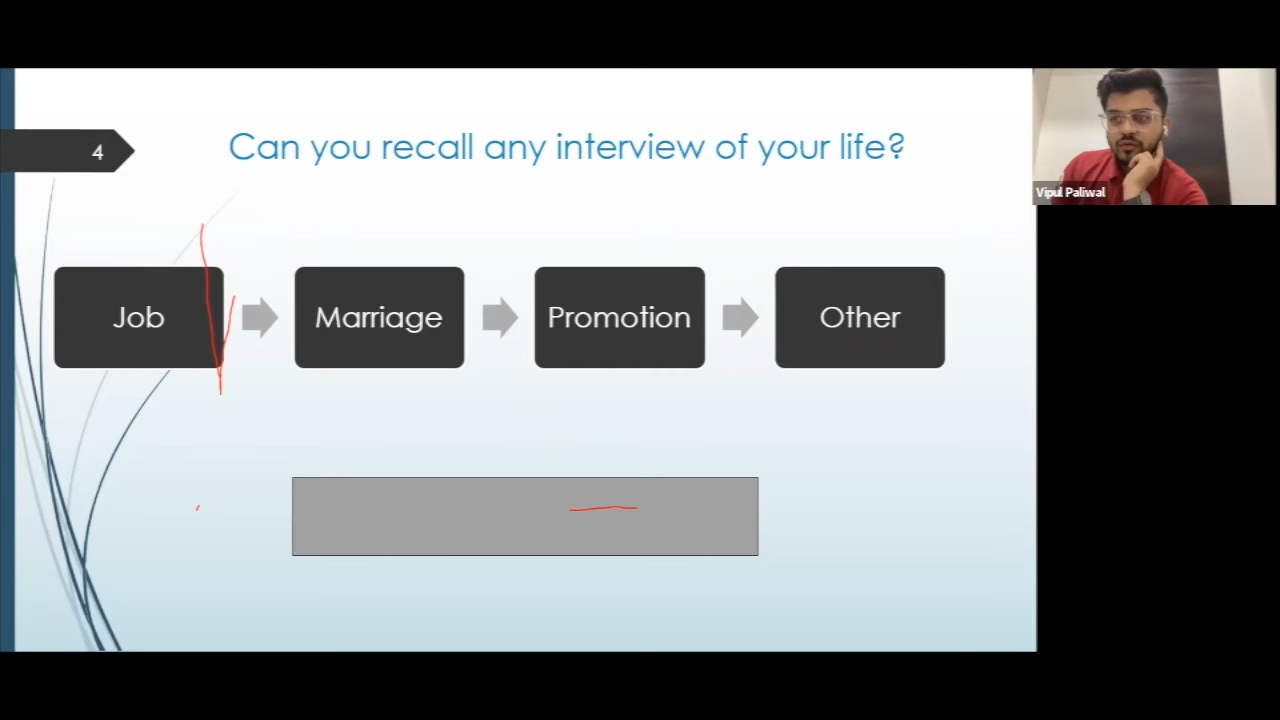 4
Can you recall any interview of your life?
Job
Marriage
Promotion
Other
Vipul Paliwal